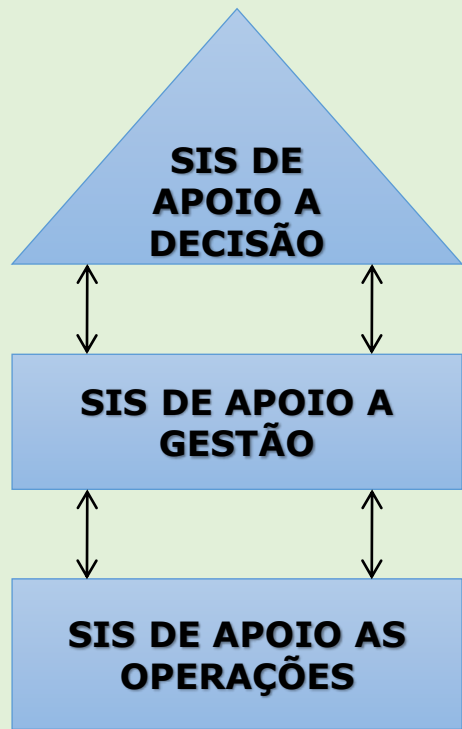 SIS DE
APOIO A
DECISÃO
SIS DE APOIO A
GESTÃO
SIS DE APOIO AS
OPERAÇÕES